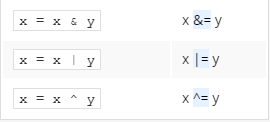 x = x & y x &= y
x = x | y x |= y
x = x ^ y x ^= y